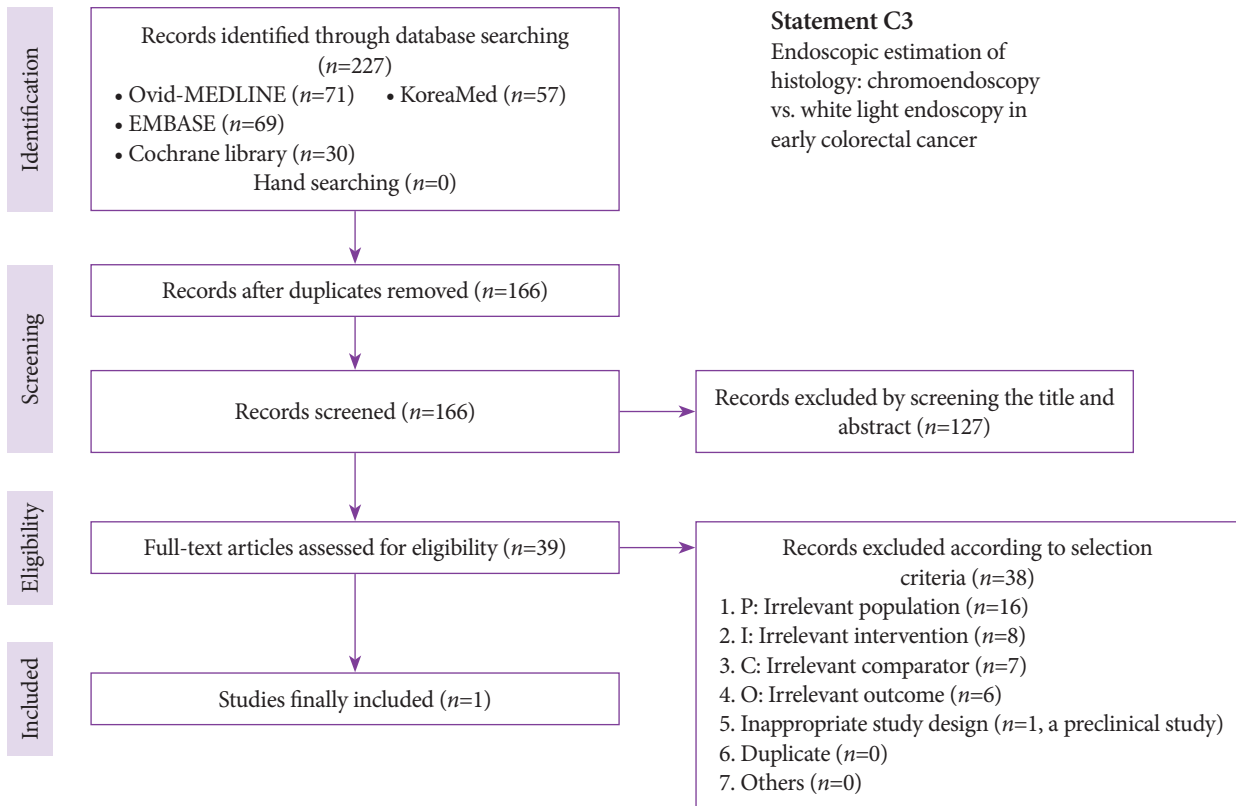 Identification
Records identified through database searching
(n=227)
• Ovid-MEDLINE (n=71) • KoreaMed (n=57)
• EMBASE (n=69)
• Cochrane library (n=30)
Hand searching (n=0)
Statement C3
Endoscopic estimation of
histology: chromoendoscopy
vs. white light endoscopy in
early colorectal cancer
Screening
Records after duplicates removed (n=166)
Records screened (n=166)
Records excluded by screening the title and
abstract (n=127)
Eligibility
Full-text articles assessed for eligibility (n=39)
Records excluded according to selection
criteria (n=38)
1. P: Irrelevant population (n=16)
2. I: Irrelevant intervention (n=8)
3. C: Irrelevant comparator (n=7)
4. O: Irrelevant outcome (n=6)
5. Inappropriate study design (n=1, a preclinical study)
6. Duplicate (n=0)
7. Others (n=0)
Included
Studies finally included (n=1)